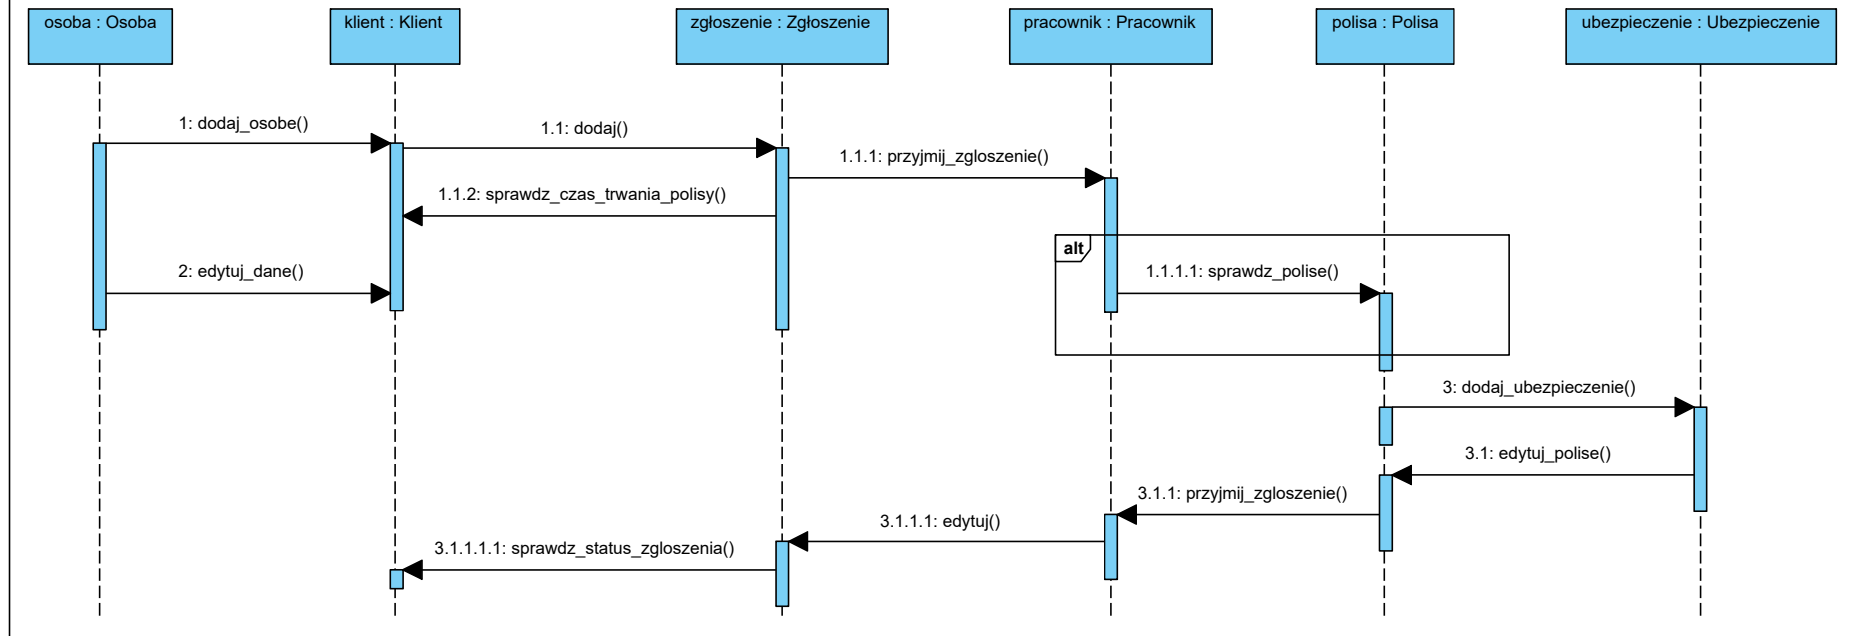 osoba : Osoba
klient : Klient
zgłoszenie : Zgłoszenie
pracownik : Pracownik
polisa : Polisa
ubezpieczenie : Ubezpieczenie
1: dodaj_osobe()
1.1: dodaj()
1.1.1: przyjmij_zgloszenie()
1.1.2: sprawdz_czas_trwania_polisy()
alt
2: edytuj_dane()
1.1.1.1: sprawdz_polise()
3: dodaj_ubezpieczenie()
3.1: edytuj_polise()
3.1.1: przyjmij_zgloszenie()
3.1.1.1: edytuj()
3.1.1.1.1: sprawdz_status_zgloszenia()